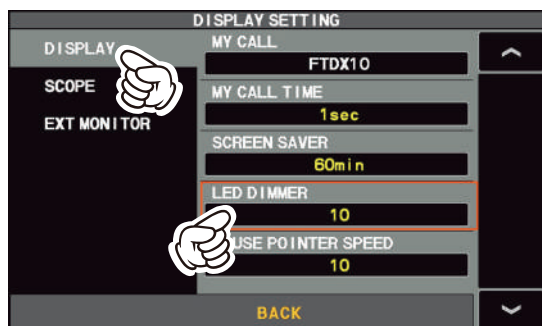 DISPLAY SETTING
DISPLAY
SCOPE
EXT MONITOR
MY CALL
FTDX10
MY CALL TIME
1sec
SCREEN SAVER
60min
LED DIMMER
10
USE POINTER SPEED
10
BACK